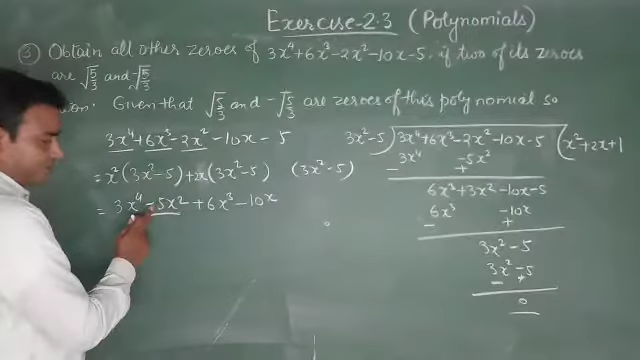 Exercise-2.3 (Polynomials)
③ Obtain all other zeroes of 3x⁴+6x³-2x²-10x-5, if two of its zeroes
are √5/3 and -√5/3
Given that √5/3 and -√5/3 are zeroes of this polynomial so
3x⁴+6x³-2x²-10x-5
= x²(3x²-5)+2x(3x²-5) (3x²-5)
= 3x⁴-5x²+6x³-10x
3x²-5) 3x⁴+6x³-2x²-10x-5 (x²+2x+1
3x⁴ -5x²
- +
6x³+3x²-10x-5
6x³ -10x
- +
3x²-5
3x²-5
- +
0